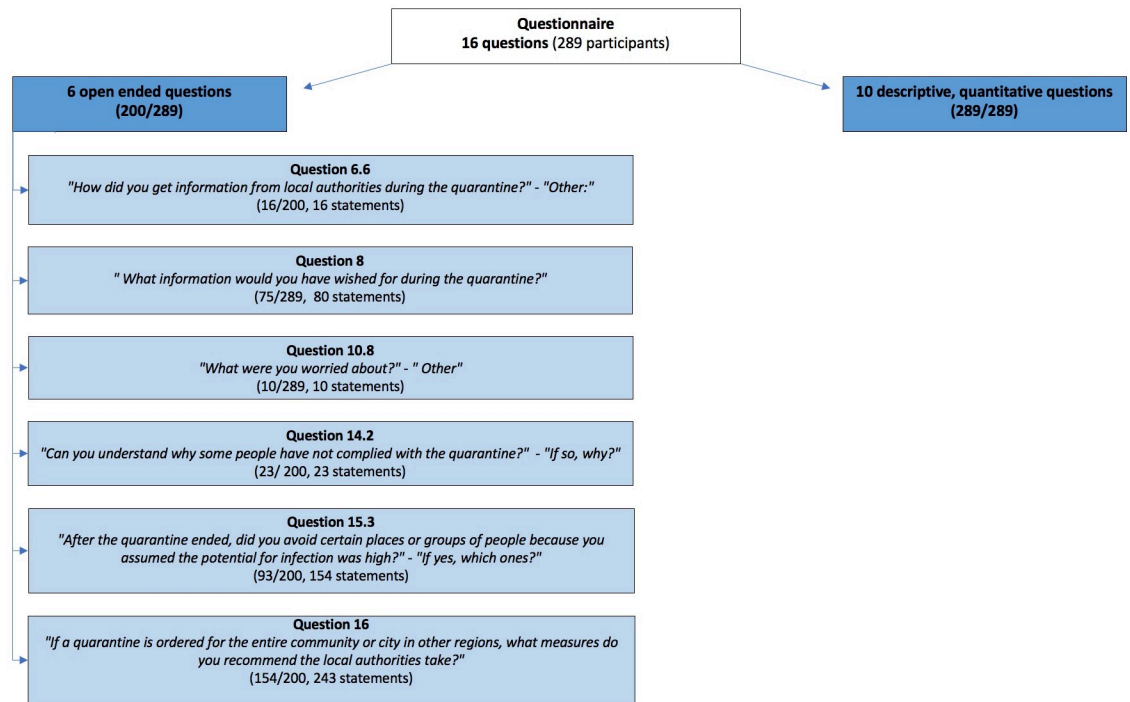 Questionnaire
16 questions (289 participants)
6 open ended questions
(200/289)
10 descriptive, quantitative questions
(289/289)
Question 6.6
"How did you get information from local authorities during the quarantine?" - "Other:"
(16/200, 16 statements)
Question 8
" What information would you have wished for during the quarantine?"
(75/289,  80 statements)
Question 10.8
"What were you worried about?" - " Other"
(10/289, 10 statements)
Question 14.2
"Can you understand why some people have not complied with the quarantine?"  - "If so, why?"
(23/ 200, 23 statements)
Question 15.3
"After the quarantine ended, did you avoid certain places or groups of people because you
assumed the potential for infection was high?" - "If yes, which ones?"
(93/200, 154 statements)
Question 16
"If a quarantine is ordered for the entire community or city in other regions, what measures do
you recommend the local authorities take?"
(154/200, 243 statements)